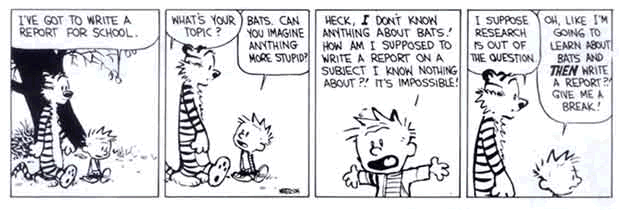 I'VE GOT TO WRITE A
REPORT FOR SCHOOL.
WHAT'S YOUR
TOPIC?
BATS. CAN
YOU IMAGINE
ANYTHING
MORE STUPID?
HECK, I DON'T KNOW
ANYTHING ABOUT BATS!
HOW AM I SUPPOSED TO
WRITE A REPORT ON A
SUBJECT I KNOW NOTHING
ABOUT?! IT'S IMPOSSIBLE!
I SUPPOSE
RESEARCH
IS OUT OF
THE QUESTION
OH, LIKE I'M
GOING TO
LEARN ABOUT
BATS AND
THEN WRITE
A REPORT?!
GIVE ME A
BREAK!